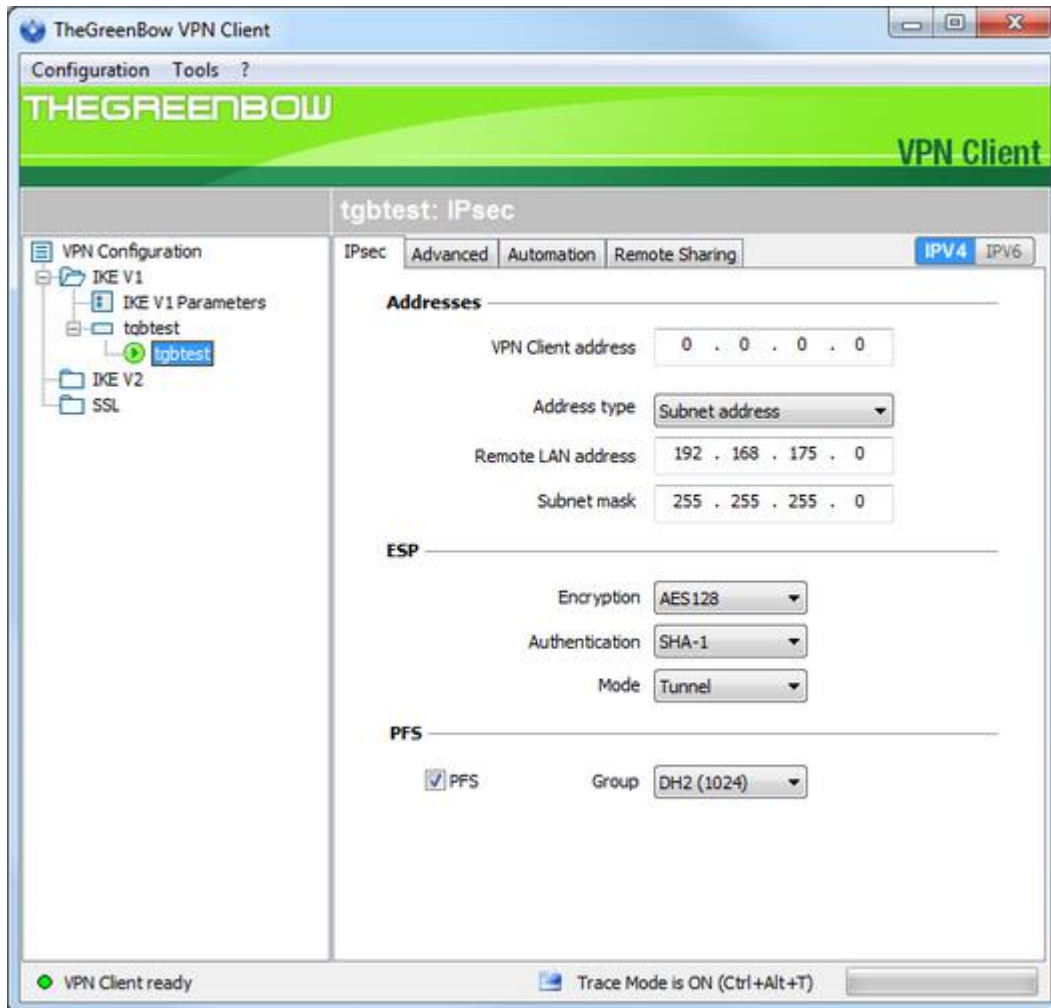 TheGreenBow VPN Client
Configuration Tools ?
THEGREENBOW
VPN Client
tgbtest: IPsec
VPN Configuration
IKE V1
IKE V1 Parameters
tgbtest
tgbtest
IKE V2
SSL
IPsec Advanced Automation Remote Sharing IPV4 IPV6
Addresses
VPN Client address 0 . 0 . 0 . 0
Address type Subnet address
Remote LAN address 192 . 168 . 175 . 0
Subnet mask 255 . 255 . 255 . 0
ESP
Encryption AES128
Authentication SHA-1
Mode Tunnel
PFS
PFS Group DH2 (1024)
VPN Client ready Trace Mode is ON (Ctrl+Alt+T)